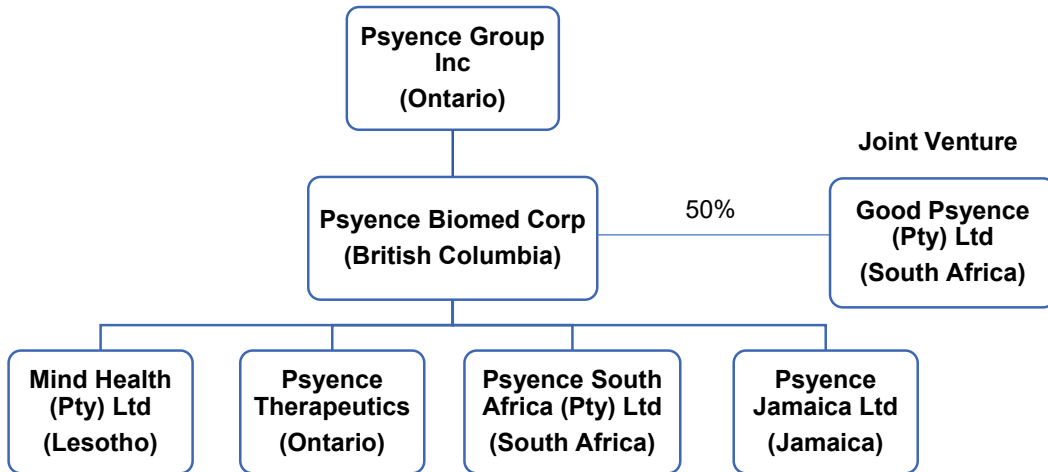 Psyence Group
Inc
(Ontario)
Joint Venture
Psyence Biomed Corp
(British Columbia)
50%
Good Psyence
(Pty) Ltd
(South Africa)
Mind Health
(Pty) Ltd
(Lesotho)
Psyence
Therapeutics
(Ontario)
Psyence South
Africa (Pty) Ltd
(South Africa)
Psyence
Jamaica Ltd
(Jamaica)